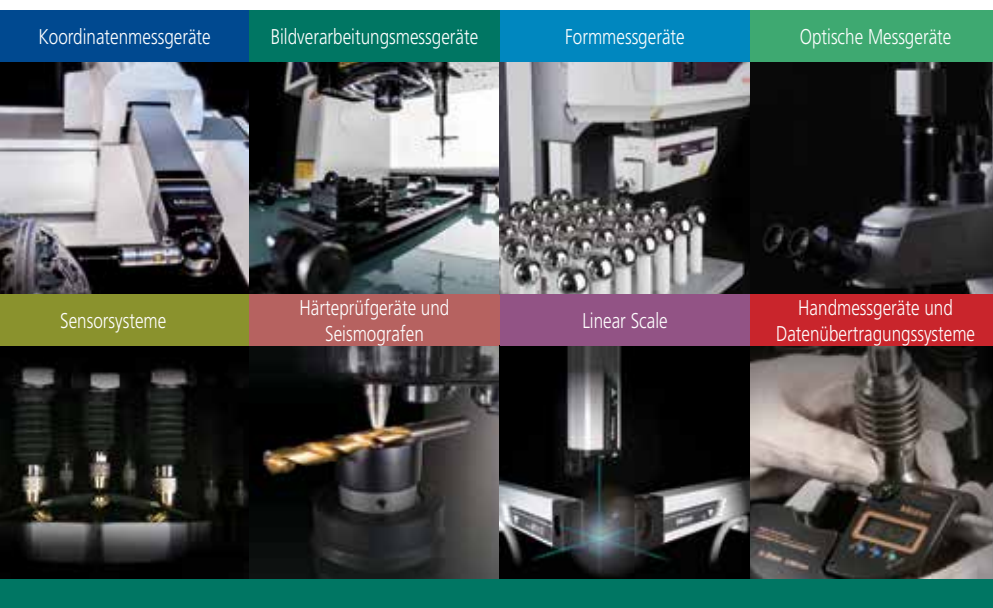 Koordinatenmessgeräte
Bildverarbeitungsmessgeräte
Formmessgeräte
Optische Messgeräte
Sensorsysteme
Härteprüfgeräte und
Seismografen
Linear Scale
Handmessgeräte und
Datenübertragungssysteme